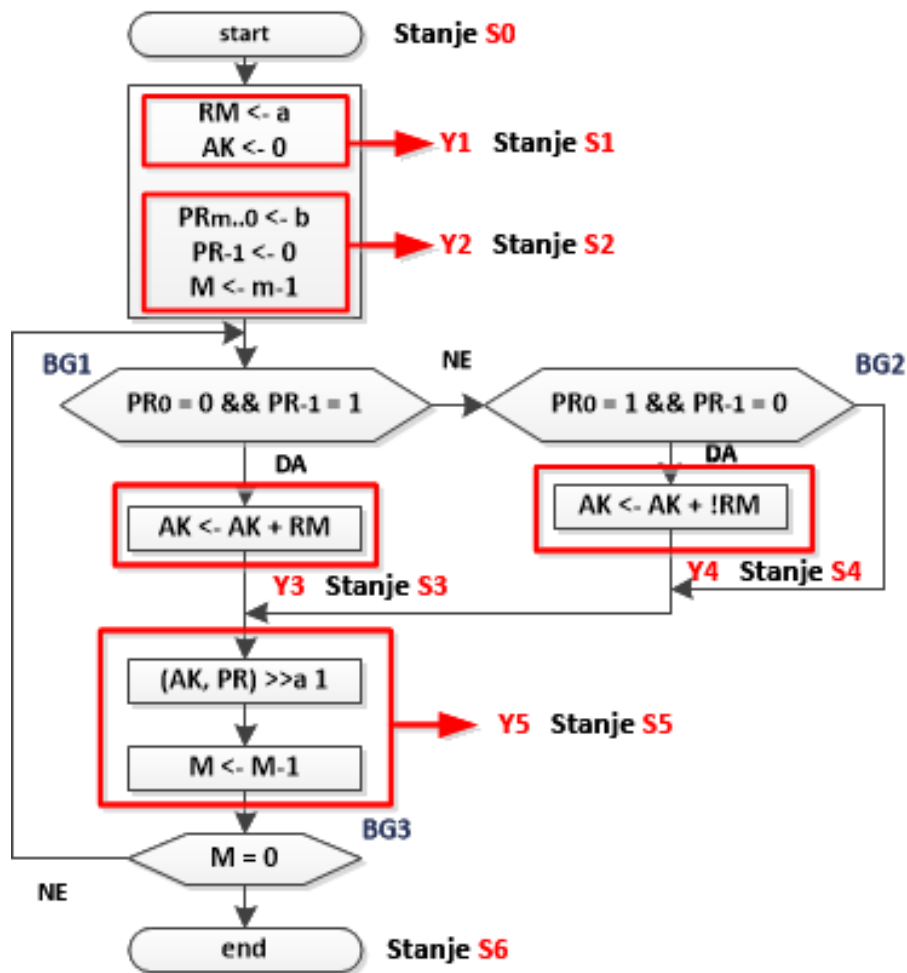 start
Stanje S0
RM <- a
AK <- 0
Y1 Stanje S1
PRm..0 <- b
PR-1 <- 0
M <- m-1
Y2 Stanje S2
BG1
NE
BG2
PR0 = 0 && PR-1 = 1
PR0 = 1 && PR-1 = 0
DA
DA
AK <- AK + RM
AK <- AK + !RM
Y3 Stanje S3
Y4 Stanje S4
(AK, PR) >>a 1
Y5 Stanje S5
M <- M-1
BG3
M = 0
NE
end
Stanje S6